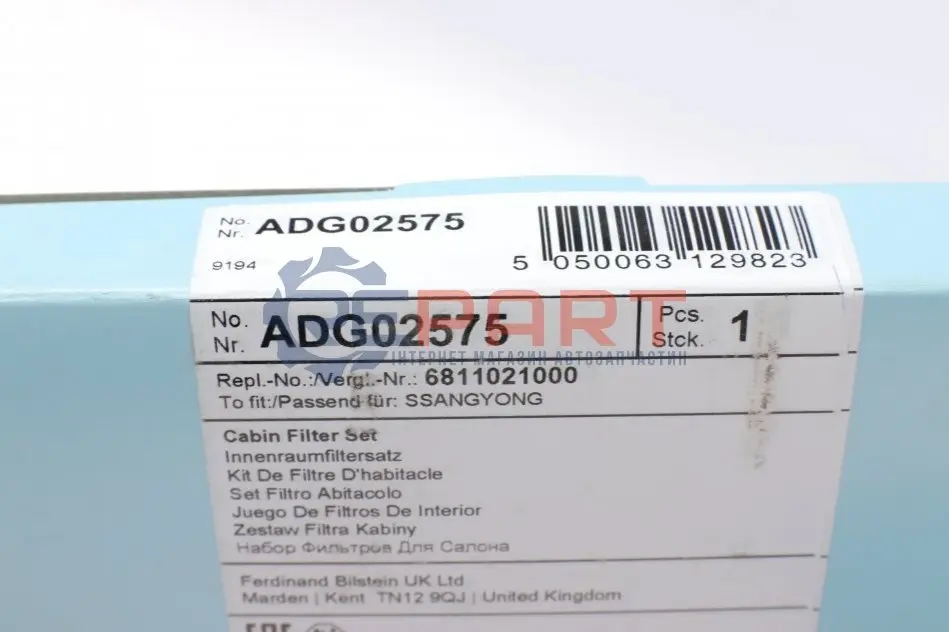 No.
Nr. ADG02575
9194
5 050063 129823
No.
Nr. ADG02575
Pcs.
Stck. 1
PART
ІНТЕРНЕТ МАГАЗИН АВТОЗАПЧАСТИН
Repl.-No.:/Vergl.-Nr.: 6811021000
To fit:/Passend für: SSANGYONG
Cabin Filter Set
Innenraumfiltersatz
Kit De Filtre D'habitacle
Set Filtro Abitacolo
Juego De Filtros De Interior
Zestaw Filtra Kabiny
Набор Фильтров Для Салона
Ferdinand Bilstein UK Ltd
Marden | Kent TN12 9QJ | United Kingdom